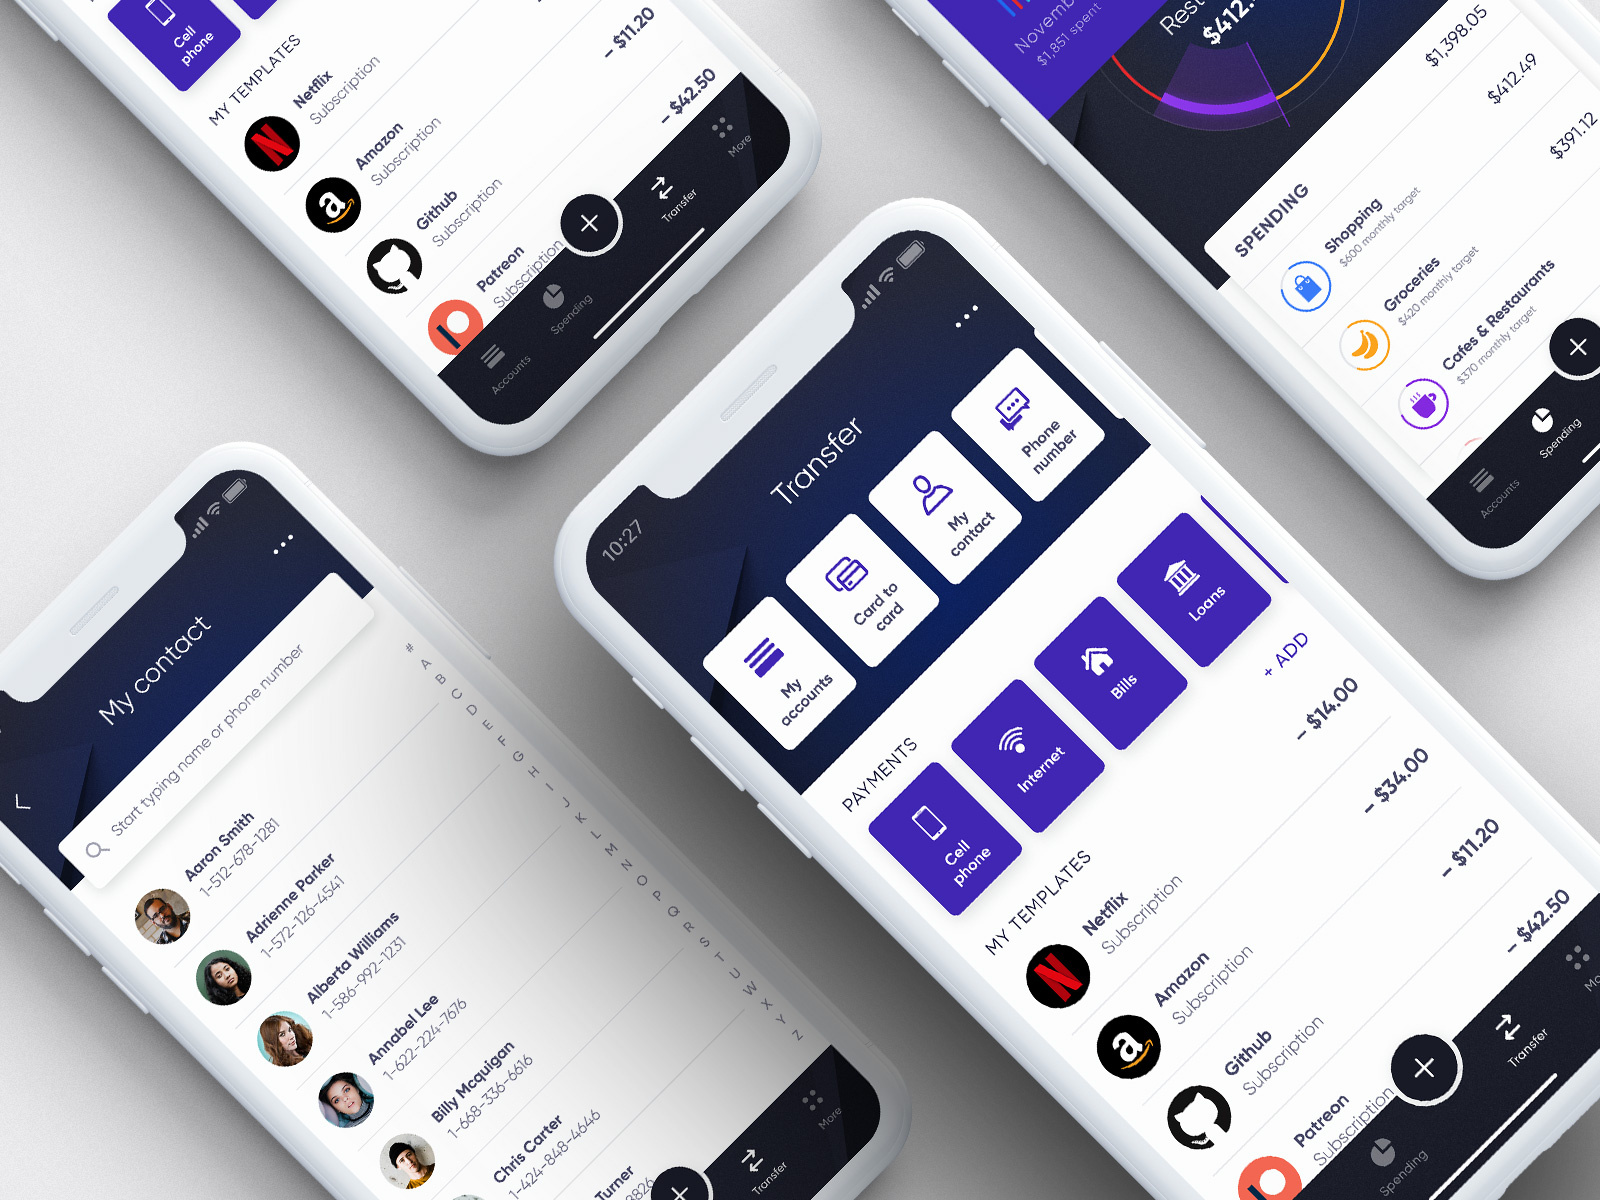 Cell
phone
MY TEMPLATES
Netflix
Subscription
– $11.20
Amazon
Subscription
– $42.50
Github
Subscription
Patreon
Subscription
Accounts
Spending
Transfer
More
$1,851 spent
$412.
SPENDING
Shopping
$600 monthly target
$1,398.05
Groceries
$420 monthly target
$412.49
Cafes & Restaurants
$370 monthly target
$391.12
Accounts
Spending
My contact
Start typing name or phone number
Aaron Smith
1-512-678-1281
Adrienne Parker
1-572-126-4541
Alberta Williams
1-586-992-1231
Annabel Lee
1-622-224-7676
Billy Mcquigan
1-668-336-6616
Chris Carter
1-424-848-4646
Turner
8826
#
A
B
C
D
E
F
G
H
I
J
K
L
M
N
O
P
Q
R
S
T
U
W
X
Y
Z
Transfer
More
10:27
Transfer
My
accounts
Card to
card
My
contact
Phone
number
PAYMENTS
Cell
phone
Internet
Bills
Loans
MY TEMPLATES
+ ADD
Netflix
Subscription
– $14.00
Amazon
Subscription
– $34.00
Github
Subscription
– $11.20
Patreon
Subscription
– $42.50
Spending
Transfer